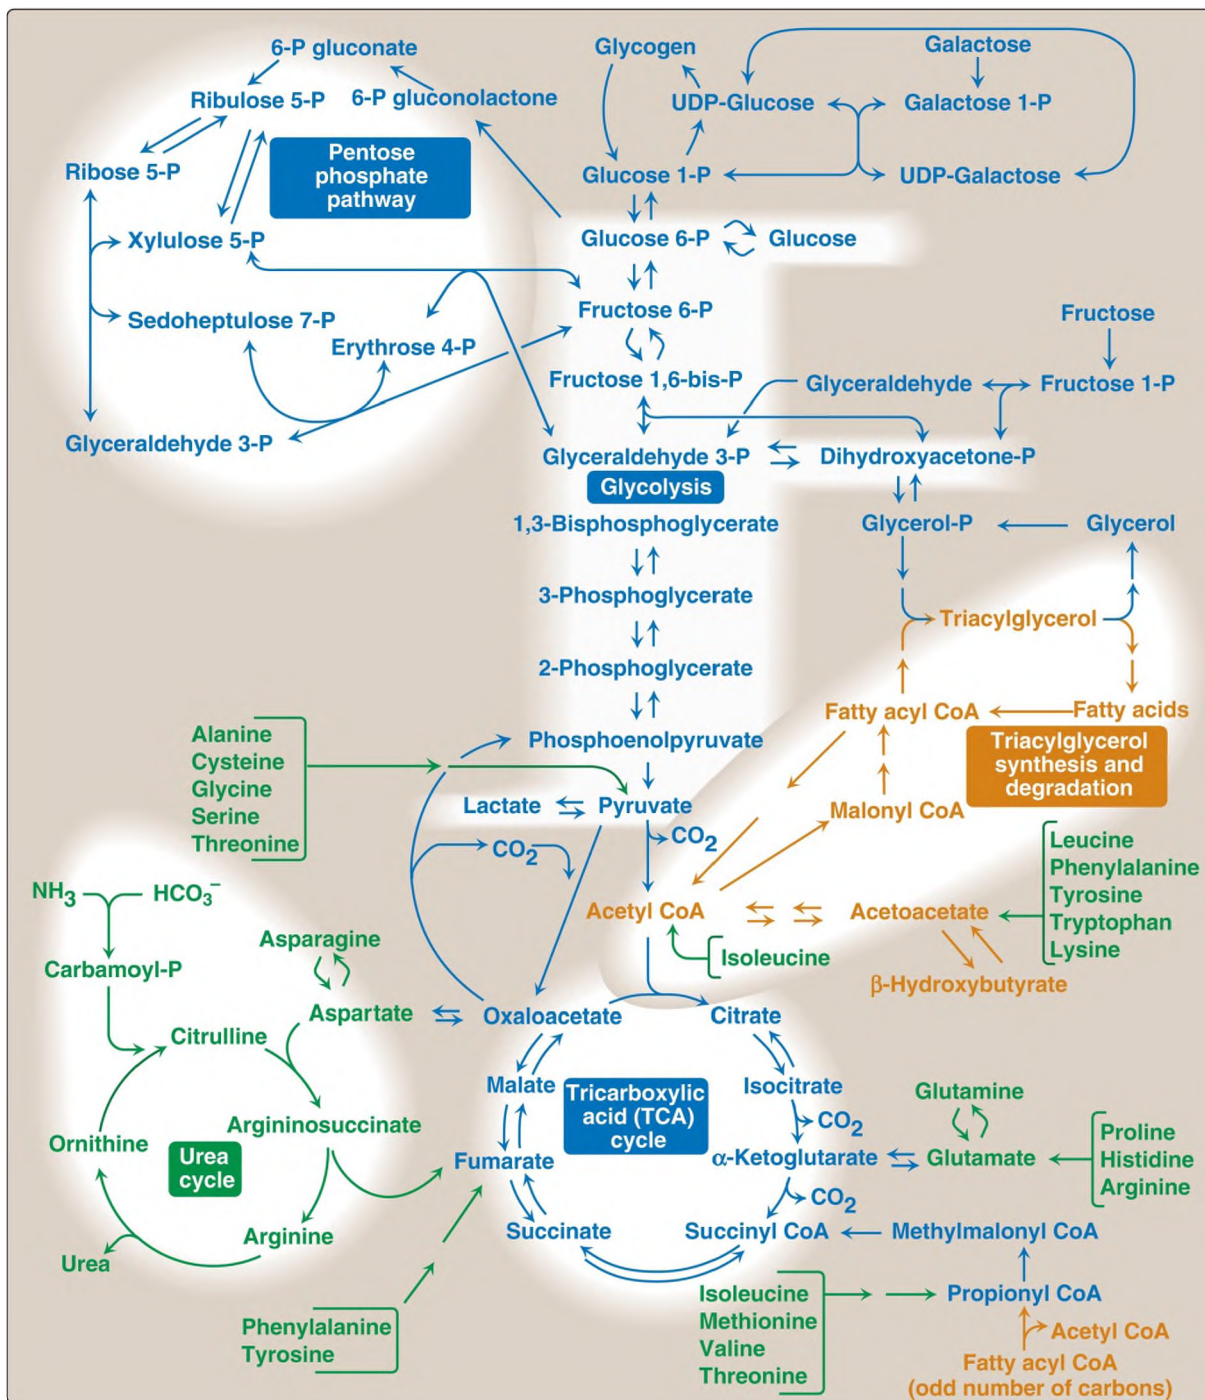 6-P gluconate
Ribulose 5-P
6-P gluconolactone
Pentose
phosphate
pathway
Ribose 5-P
Xylulose 5-P
Sedoheptulose 7-P
Erythrose 4-P
Glyceraldehyde 3-P
Glycogen
UDP-Glucose
Galactose
Galactose 1-P
Glucose 1-P
UDP-Galactose
Glucose 6-P
Glucose
Fructose 6-P
Fructose 1,6-bis-P
Fructose
Glyceraldehyde
Fructose 1-P
Glyceraldehyde 3-P
Dihydroxyacetone-P
Glycolysis
1,3-Bisphosphoglycerate
Glycerol-P
Glycerol
3-Phosphoglycerate
Triacylglycerol
2-Phosphoglycerate
Fatty acyl CoA
Fatty acids
Triacylglycerol
synthesis and
degradation
Malonyl CoA
Phosphoenolpyruvate
Alanine
Cysteine
Glycine
Serine
Threonine
Lactate
Pyruvate
CO2
CO2
Acetyl CoA
Acetoacetate
Leucine
Phenylalanine
Tyrosine
Tryptophan
Lysine
Isoleucine
β-Hydroxybutyrate
NH3
HCO3−
Carbamoyl-P
Asparagine
Aspartate
Citrulline
Argininosuccinate
Ornithine
Urea
cycle
Arginine
Urea
Oxaloacetate
Citrate
Malate
Tricarboxylic
acid (TCA)
cycle
Isocitrate
CO2
Fumarate
α-Ketoglutarate
Glutamine
Glutamate
Proline
Histidine
Arginine
CO2
Succinate
Succinyl CoA
Methylmalonyl CoA
Phenylalanine
Tyrosine
Isoleucine
Methionine
Valine
Threonine
Propionyl CoA
Acetyl CoA
Fatty acyl CoA
(odd number of carbons)